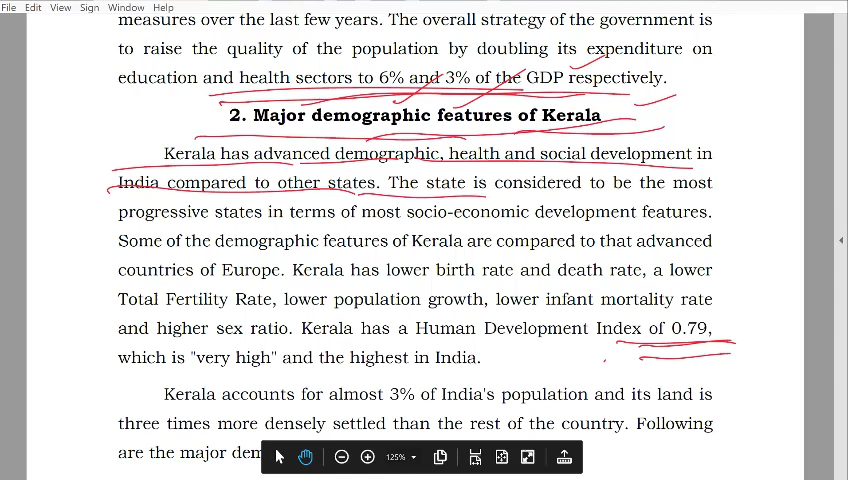 File Edit View Sign Window Help
measures over the last few years. The overall strategy of the government is
to raise the quality of the population by doubling its expenditure on
education and health sectors to 6% and 3% of the GDP respectively.
2. Major demographic features of Kerala
Kerala has advanced demographic, health and social development in
India compared to other states. The state is considered to be the most
progressive states in terms of most socio-economic development features.
Some of the demographic features of Kerala are compared to that advanced
countries of Europe. Kerala has lower birth rate and death rate, a lower
Total Fertility Rate, lower population growth, lower infant mortality rate
and higher sex ratio. Kerala has a Human Development Index of 0.79,
which is "very high" and the highest in India.
Kerala accounts for almost 3% of India's population and its land is
three times more densely settled than the rest of the country. Following
are the major
125%